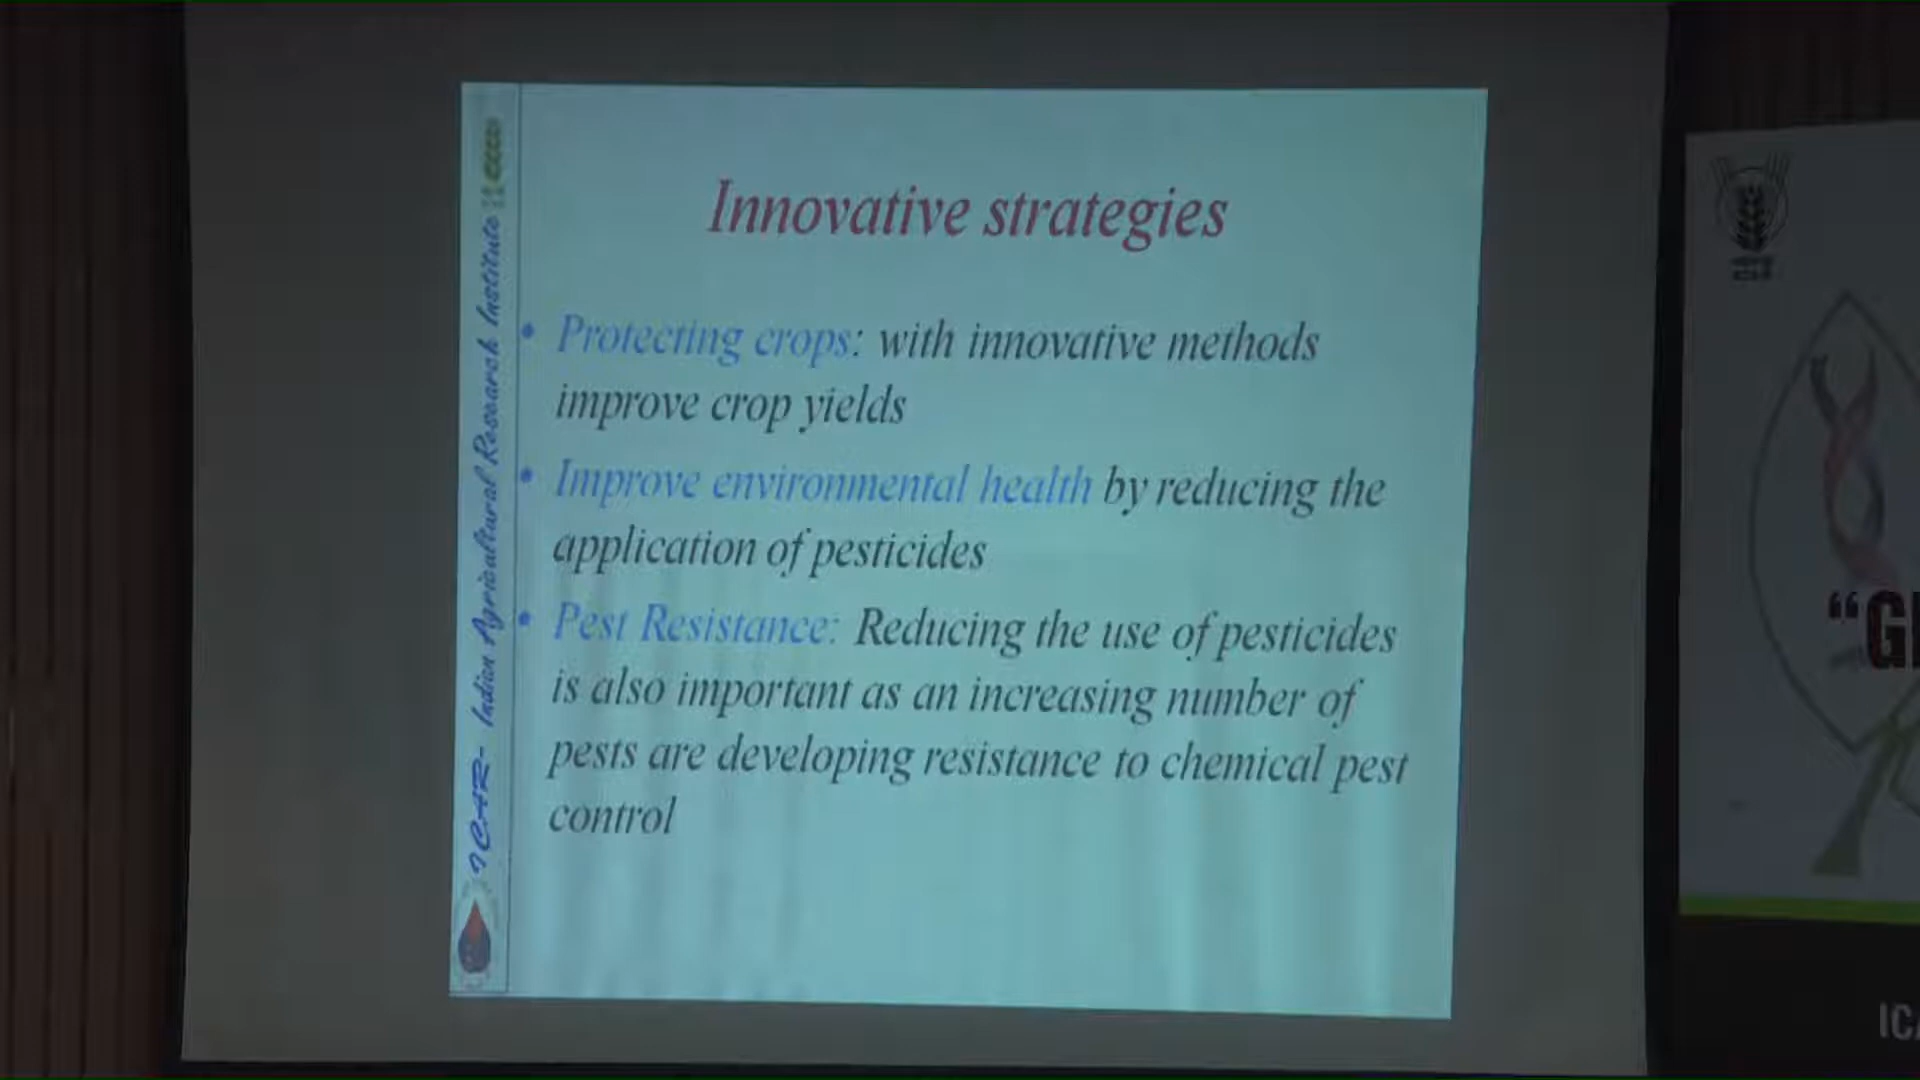 Innovative strategies
• Protecting crops: with innovative methods
improve crop yields
• Improve environmental health by reducing the
application of pesticides
• Pest Resistance: Reducing the use of pesticides
is also important as an increasing number of
pests are developing resistance to chemical pest
control
ICAR- Indian Agricultural Research Institute